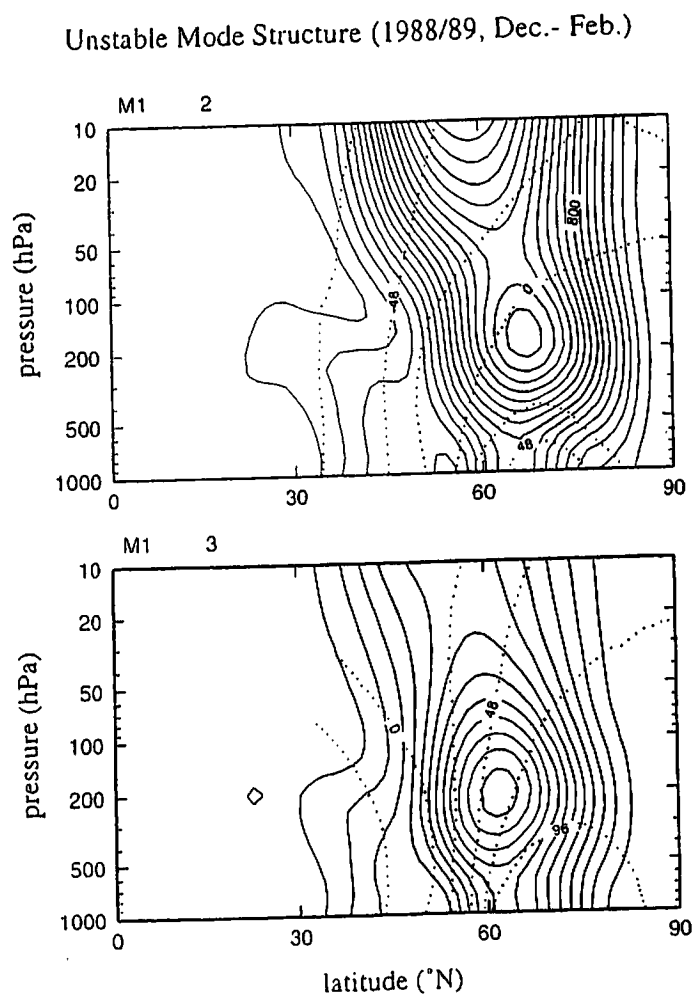 Unstable Mode Structure (1988/89, Dec.- Feb.)
M1 2
10
20
50
100
200
500
1000
pressure (hPa)
800
0
-48
48
0 30 60 90
M1 3
10
20
50
100
200
500
1000
pressure (hPa)
48
0
96
0 30 60 90
latitude (°N)